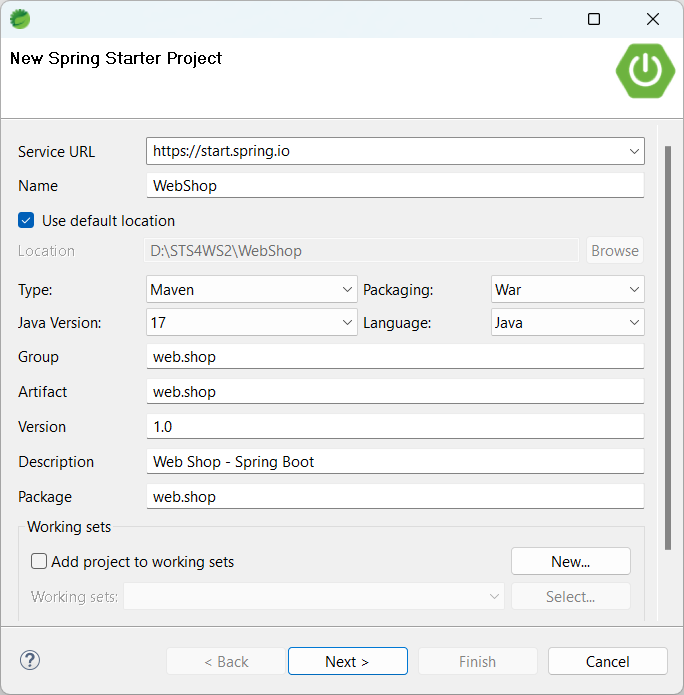 New Spring Starter Project
Service URL https://start.spring.io
Name WebShop
Use default location
Location D:\STS4WS2\WebShop Browse
Type: Maven Packaging: War
Java Version: 17 Language: Java
Group web.shop
Artifact web.shop
Version 1.0
Description Web Shop - Spring Boot
Package web.shop
Working sets
Add project to working sets New...
Working sets: Select...
? < Back Next > Finish Cancel